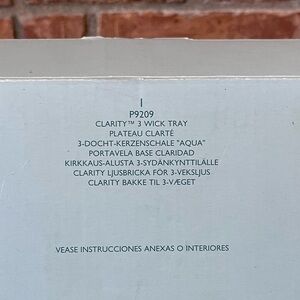 1
P9209
CLARITY™ 3 WICK TRAY
PLATEAU CLARTÉ
3-DOCHT-KERZENSCHALE "AQUA"
PORTAVELA BASE CLARIDAD
KIRKKAUS-ALUSTA 3-SYDÄNKYNTTILÄLLE
CLARITY LJUSBRICKA FÖR 3-VEKSLJUS
CLARITY BAKKE TIL 3-VÆGET
VEASE INSTRUCCIONES ANEXAS O INTERIORES